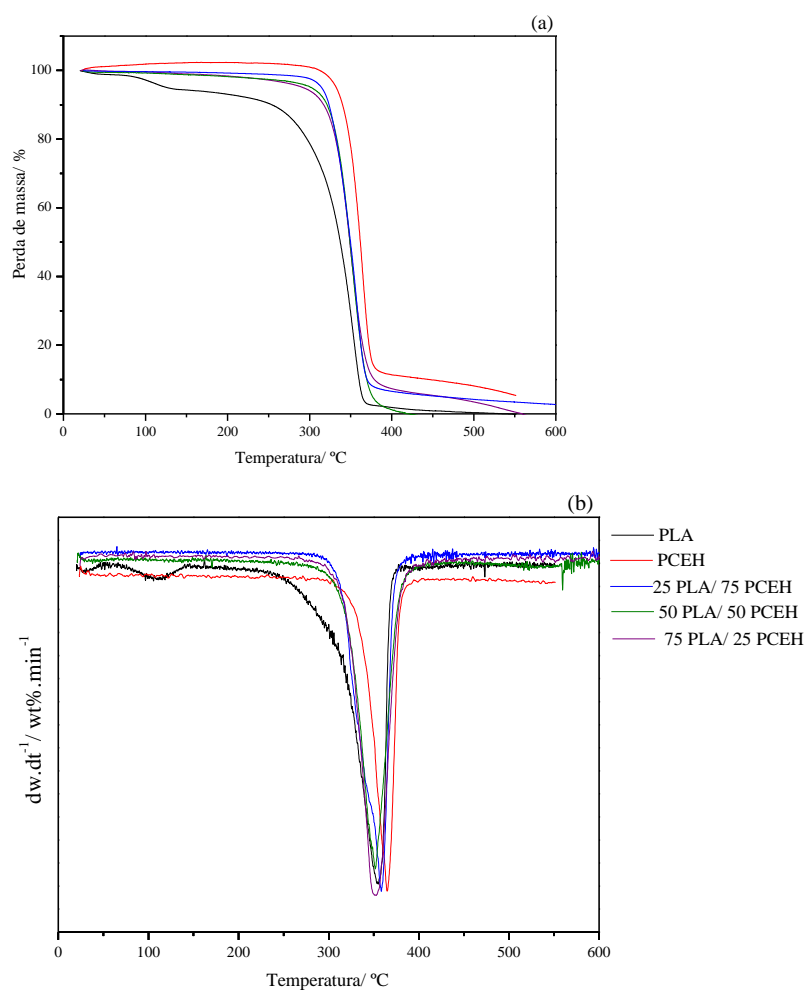 (a)
100
80
60
40
20
0
Perda de massa/ %
0 100 200 300 400 500 600
Temperatura/ ºC
(b)
PLA
PCEH
25 PLA/ 75 PCEH
50 PLA/ 50 PCEH
75 PLA/ 25 PCEH
dw.dt⁻¹/ wt%.min⁻¹
0 100 200 300 400 500 600
Temperatura/ ºC